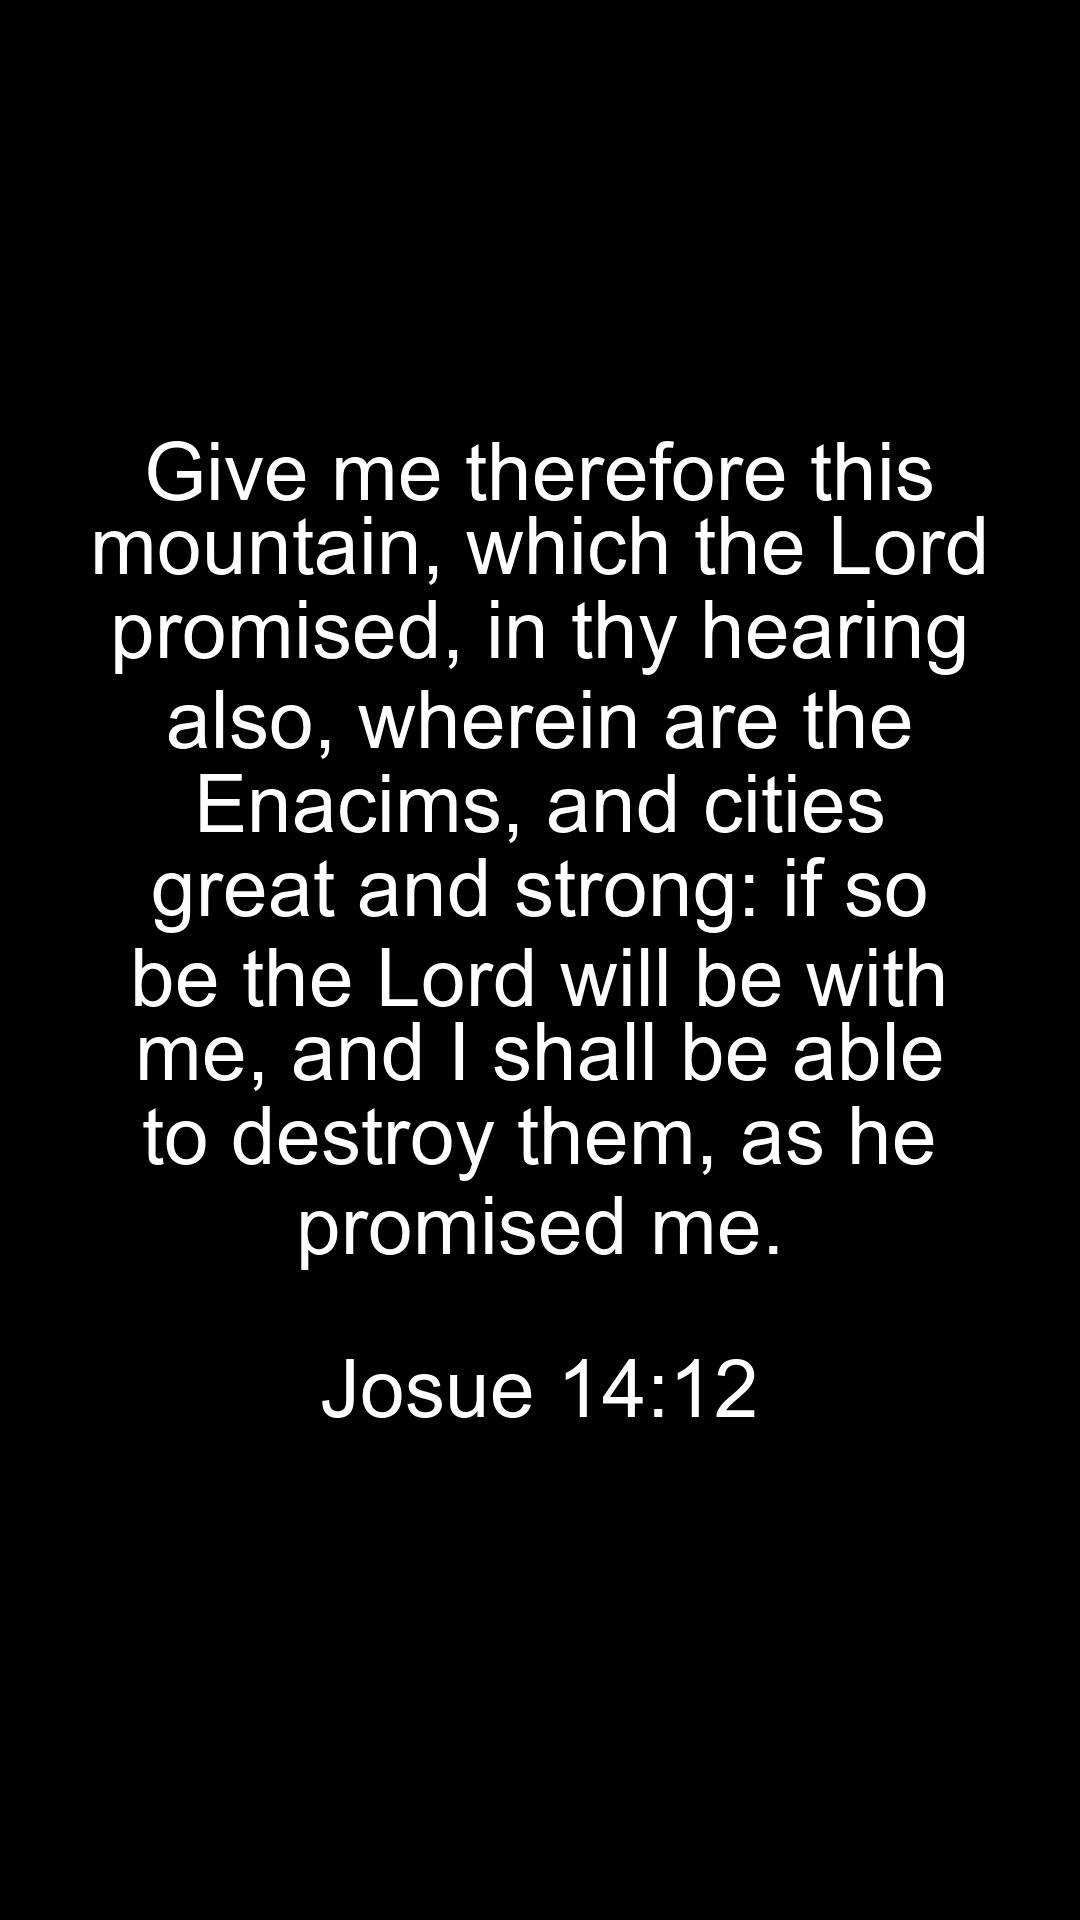 Give me therefore this
mountain, which the Lord
promised, in thy hearing
also, wherein are the
Enacims, and cities
great and strong: if so
be the Lord will be with
me, and I shall be able
to destroy them, as he
promised me.
Josue 14:12